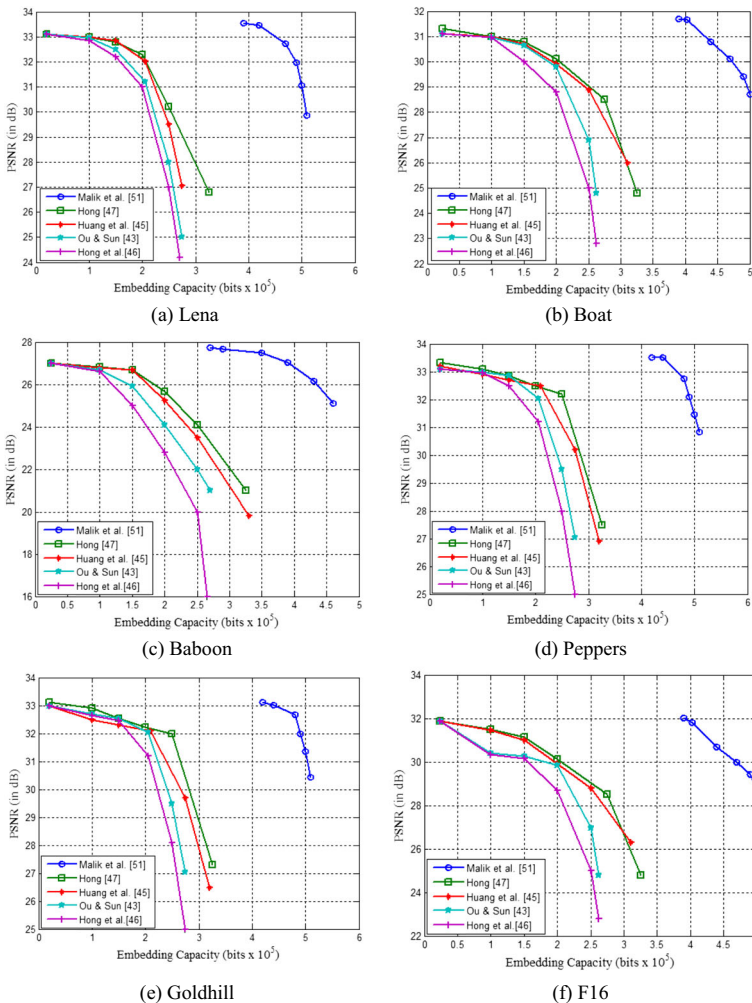 34
33
32
31
30
29
28
27
26
25
24
PSNR (in dB)
Malik et al. [51]
Hong [47]
Huang et al. [45]
Ou & Sun [43]
Hong et al.[46]
0 1 2 3 4 5 6
Embedding Capacity (bits x 10^5)
(a) Lena
32
31
30
29
28
27
26
25
24
23
22
PSNR (in dB)
Malik et al. [51]
Hong [47]
Huang et al. [45]
Ou & Sun [43]
Hong et al.[46]
0 0.5 1 1.5 2 2.5 3 3.5 4 4.5 5
Embedding Capacity (bits x 10^5)
(b) Boat
28
26
24
22
20
18
16
PSNR (in dB)
Malik et al. [51]
Hong [47]
Huang et al. [45]
Ou & Sun [43]
Hong et al.[46]
0 0.5 1 1.5 2 2.5 3 3.5 4 4.5 5
Embedding Capacity (bits x 10^5)
(c) Baboon
34
33
32
31
30
29
28
27
26
25
PSNR (in dB)
Malik et al. [51]
Hong [47]
Huang et al. [45]
Ou & Sun [43]
Hong et al.[46]
0 1 2 3 4 5 6
Embedding Capacity (bits x 10^5)
(d) Peppers
34
33
32
31
30
29
28
27
26
25
PSNR (in dB)
Malik et al. [51]
Hong [47]
Huang et al. [45]
Ou & Sun [43]
Hong et al.[46]
0 1 2 3 4 5 6
Embedding Capacity (bits x 10^5)
(e) Goldhill
34
32
30
28
26
24
22
PSNR (in dB)
Malik et al. [51]
Hong [47]
Huang et al. [45]
Ou & Sun [43]
Hong et al.[46]
0 0.5 1 1.5 2 2.5 3 3.5 4 4.5 5
Embedding Capacity (bits x 10^5)
(f) F16